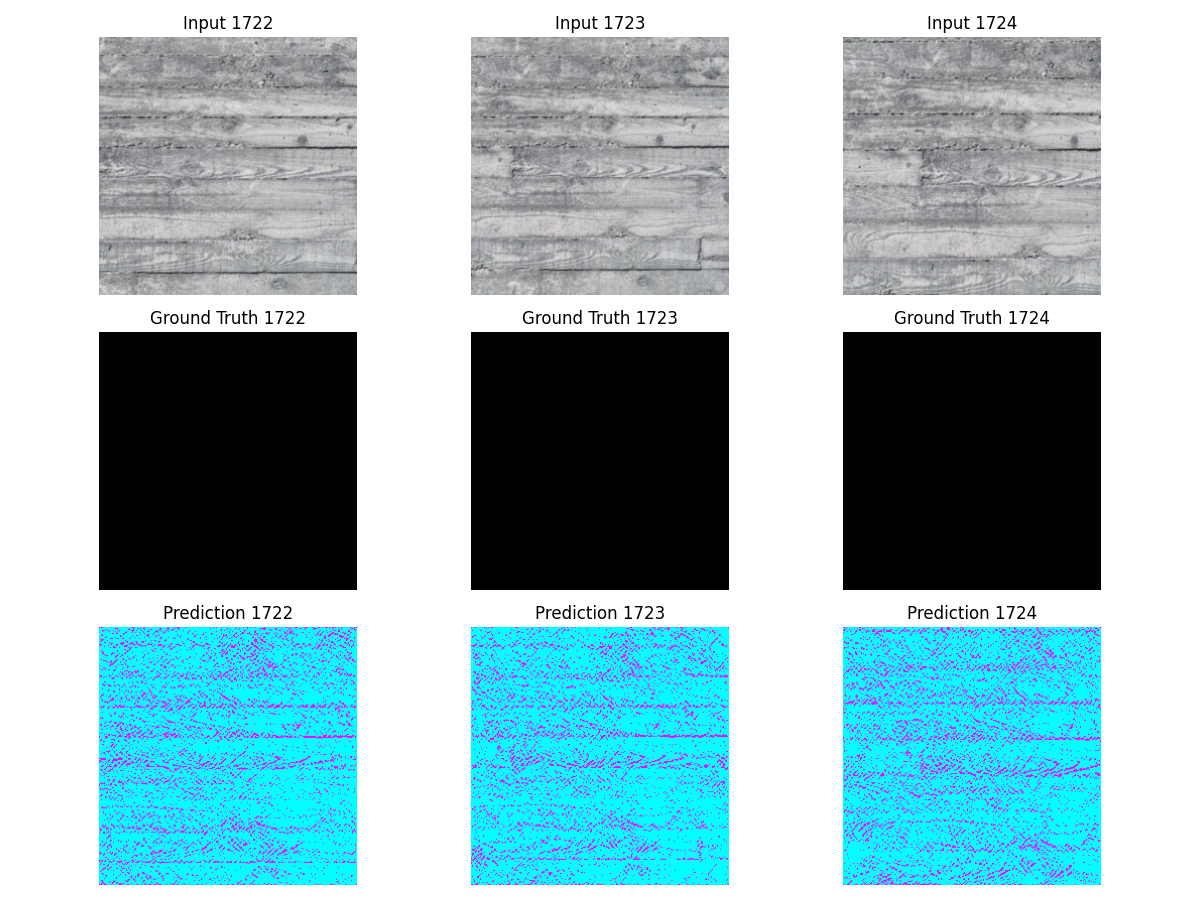 Input 1722
Input 1723
Input 1724
Ground Truth 1722
Ground Truth 1723
Ground Truth 1724
Prediction 1722
Prediction 1723
Prediction 1724